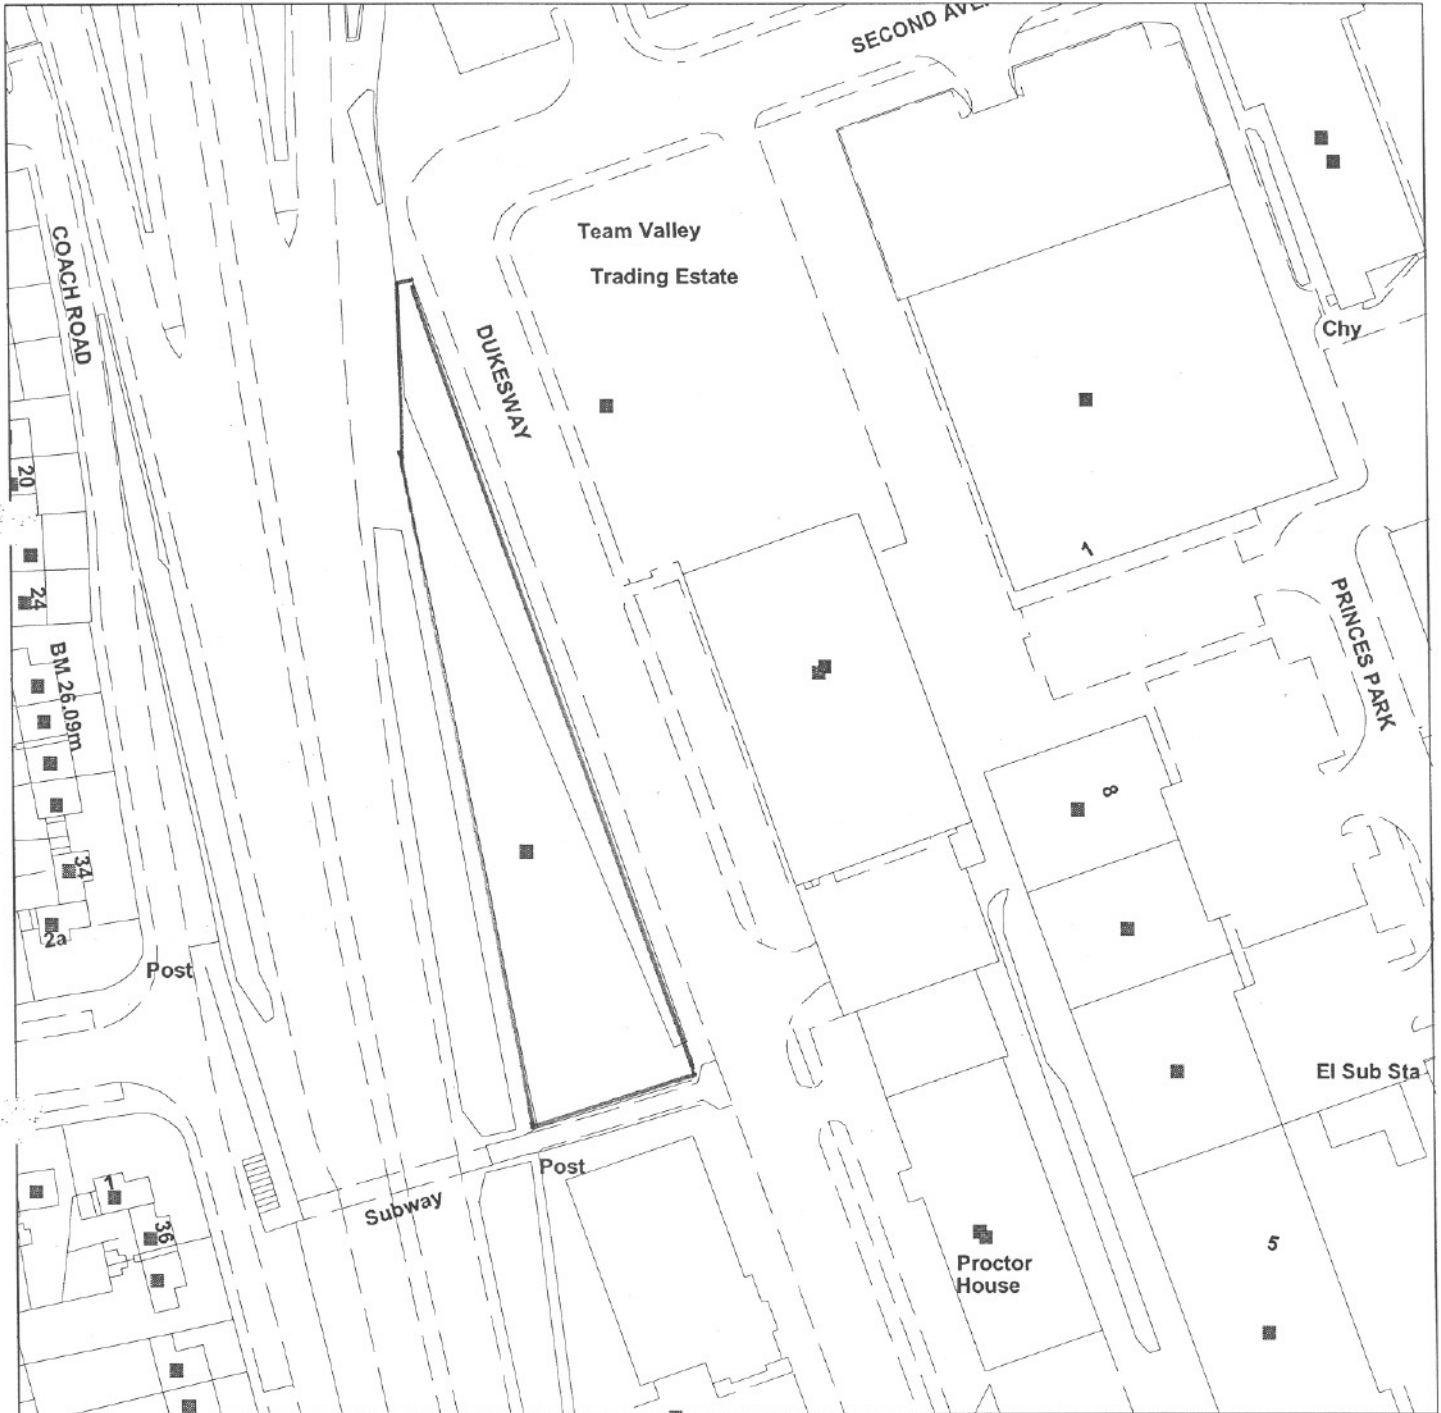 SECOND AVE
Team Valley
Trading Estate
COACH ROAD
DUKESWAY
Chy
20
1
24
PRINCES PARK
BM 26.09m
8
34
2a
Post
El Sub Sta
Post
1
Subway
36
5
Proctor
House